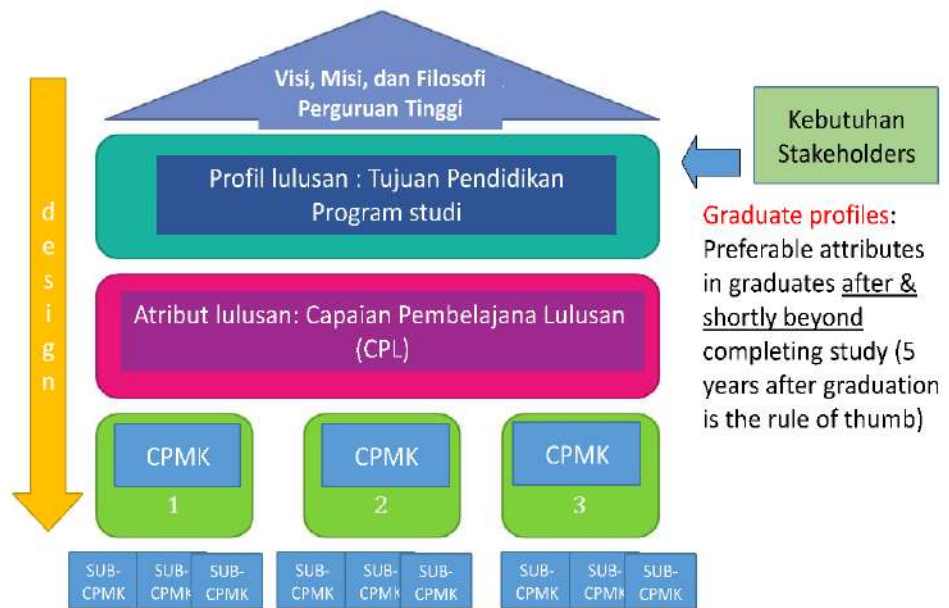 Visi, Misi, dan Filosofi
Perguruan Tinggi
Kebutuhan
Stakeholders
Profil lulusan : Tujuan Pendidikan
Program studi
design
Graduate profiles:
Preferable attributes
in graduates after &
shortly beyond
completing study (5
years after graduation
is the rule of thumb)
Atribut lulusan: Capaian Pembelajana Lulusan
(CPL)
CPMK
1
CPMK
2
CPMK
3
SUB-
CPMK
SUB-
CPMK
SUB-
CPMK
SUB-
CPMK
SUB-
CPMK
SUB-
CPMK
SUB-
CPMK
SUB-
CPMK
SUB-
CPMK